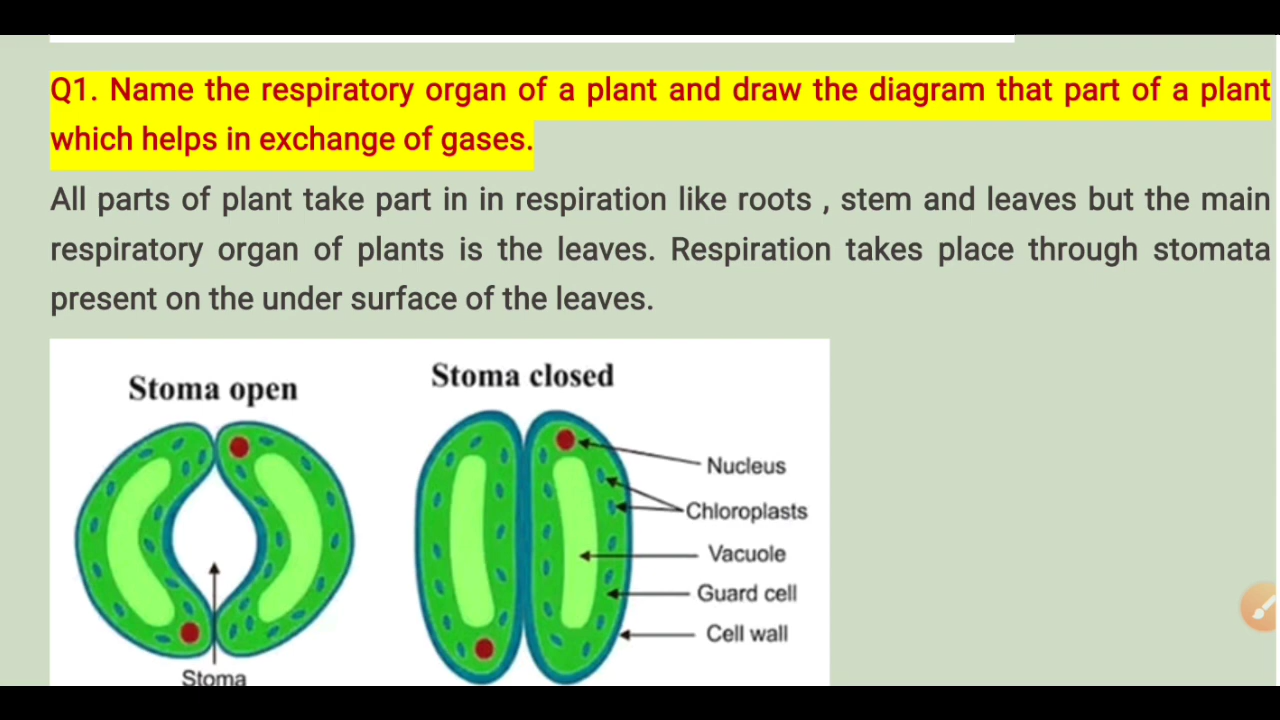 Q1. Name the respiratory organ of a plant and draw the diagram that part of a plant
which helps in exchange of gases.
All parts of plant take part in in respiration like roots , stem and leaves but the main
respiratory organ of plants is the leaves. Respiration takes place through stomata
present on the under surface of the leaves.
Stoma open
Stoma closed
Nucleus
Chloroplasts
Vacuole
Guard cell
Cell wall
Stoma